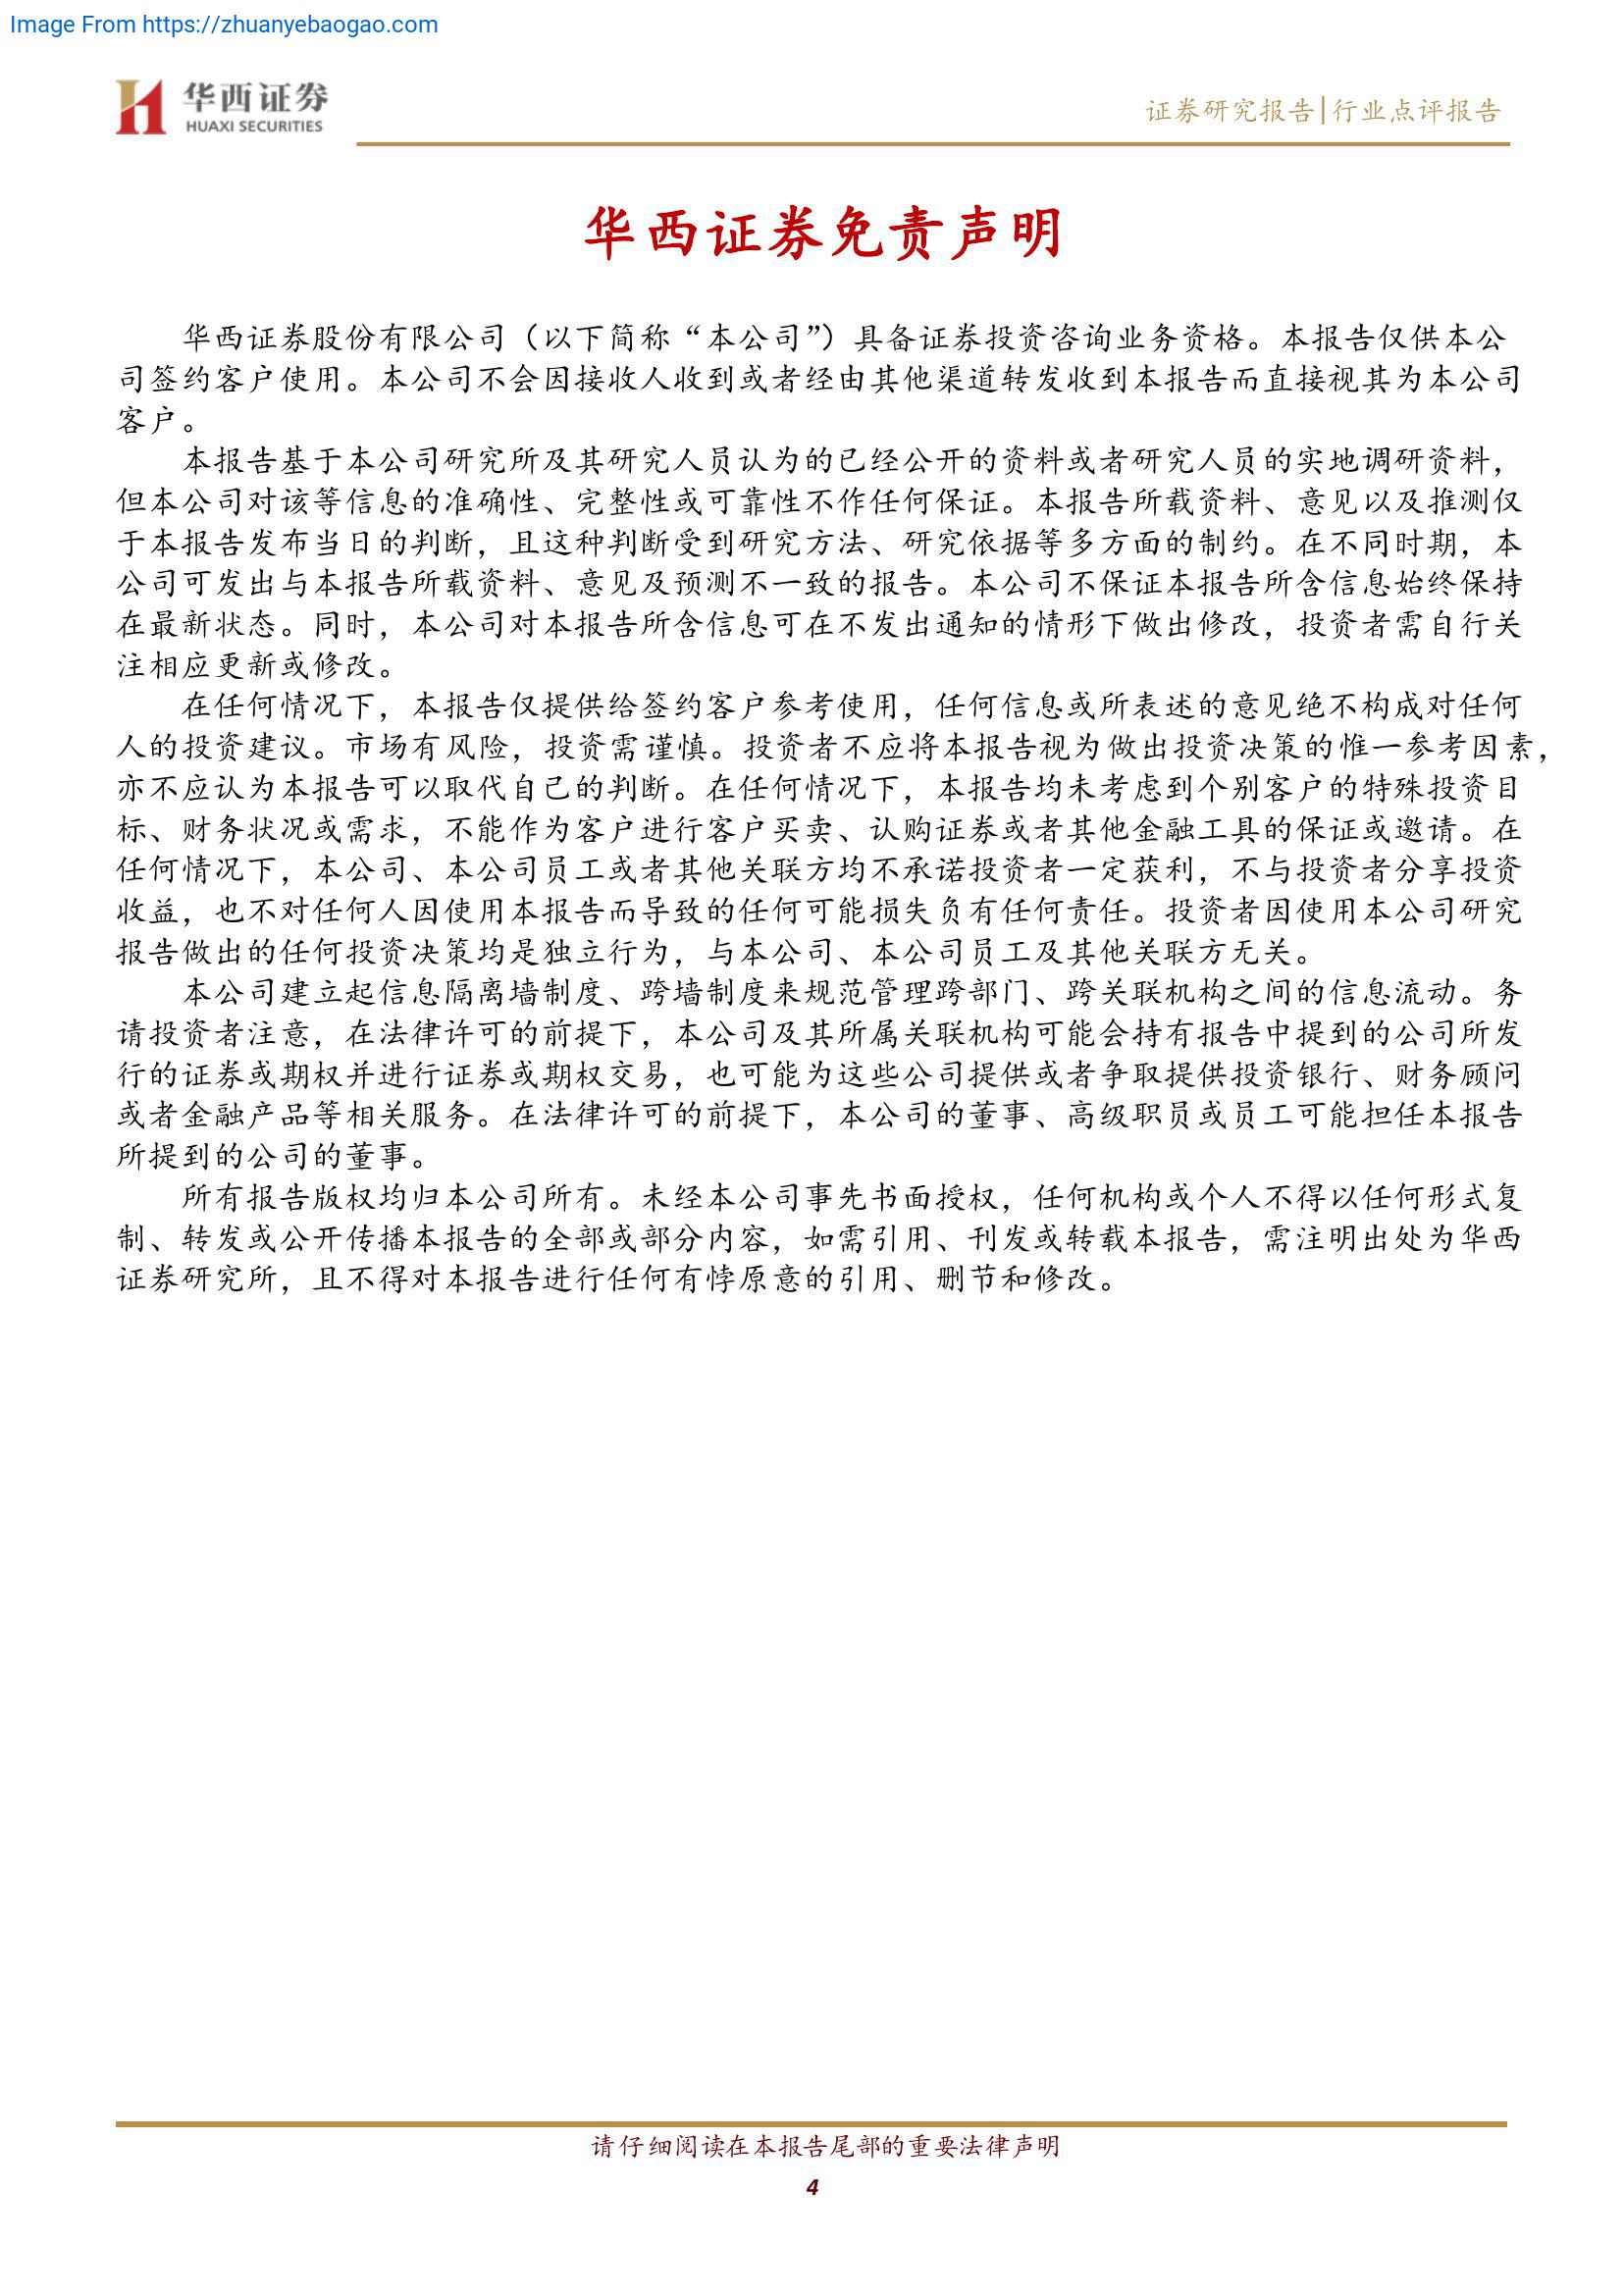 Image From https://zhuanyebaogao.com
华西证券
HUAXI SECURITIES
证券研究报告|行业点评报告
华西证券免责声明
华西证券股份有限公司（以下简称“本公司”）具备证券投资咨询业务资格。本报告仅供本公
司签约客户使用。本公司不会因接收人收到或者经由其他渠道转发收到本报告而直接视其为本公司
客户。
本报告基于本公司研究所及其研究人员认为的已经公开的资料或者研究人员的实地调研资料，
但本公司对该等信息的准确性、完整性或可靠性不作任何保证。本报告所载资料、意见以及推测仅
于本报告发布当日的判断，且这种判断受到研究方法、研究依据等多方面的制约。在不同时期，本
公司可发出与本报告所载资料、意见及预测不一致的报告。本公司不保证本报告所含信息始终保持
在最新状态。同时，本公司对本报告所含信息可在不发出通知的情形下做出修改，投资者需自行关
注相应更新或修改。
在任何情况下，本报告仅提供给签约客户参考使用，任何信息或所表述的意见绝不构成对任何
人的投资建议。市场有风险，投资需谨慎。投资者不应将本报告视为做出投资决策的惟一参考因素，
亦不应认为本报告可以取代自己的判断。在任何情况下，本报告均未考虑到个别客户的特殊投资目
标、财务状况或需求，不能作为客户进行客户买卖、认购证券或者其他金融工具的保证或邀请。在
任何情况下，本公司、本公司员工或者其他关联方均不承诺投资者一定获利，不与投资者分享投资
收益，也不对任何人因使用本报告而导致的任何可能损失负有任何责任。投资者因使用本公司研究
报告做出的任何投资决策均是独立行为，与本公司、本公司员工及其他关联方无关。
本公司建立起信息隔离墙制度、跨墙制度来规范管理跨部门、跨关联机构之间的信息流动。务
请投资者注意，在法律许可的前提下，本公司及其所属关联机构可能会持有报告中提到的公司所发
行的证券或期权并进行证券或期权交易，也可能为这些公司提供或者争取提供投资银行、财务顾问
或者金融产品等相关服务。在法律许可的前提下，本公司的董事、高级职员或员工可能担任本报告
所提到的公司的董事。
所有报告版权均归本公司所有。未经本公司事先书面授权，任何机构或个人不得以任何形式复
制、转发或公开传播本报告的全部或部分内容，如需引用、刊发或转载本报告，需注明出处为华西
证券研究所，且不得对本报告进行任何有悖原意的引用、删节和修改。
请仔细阅读在本报告尾部的重要法律声明
4